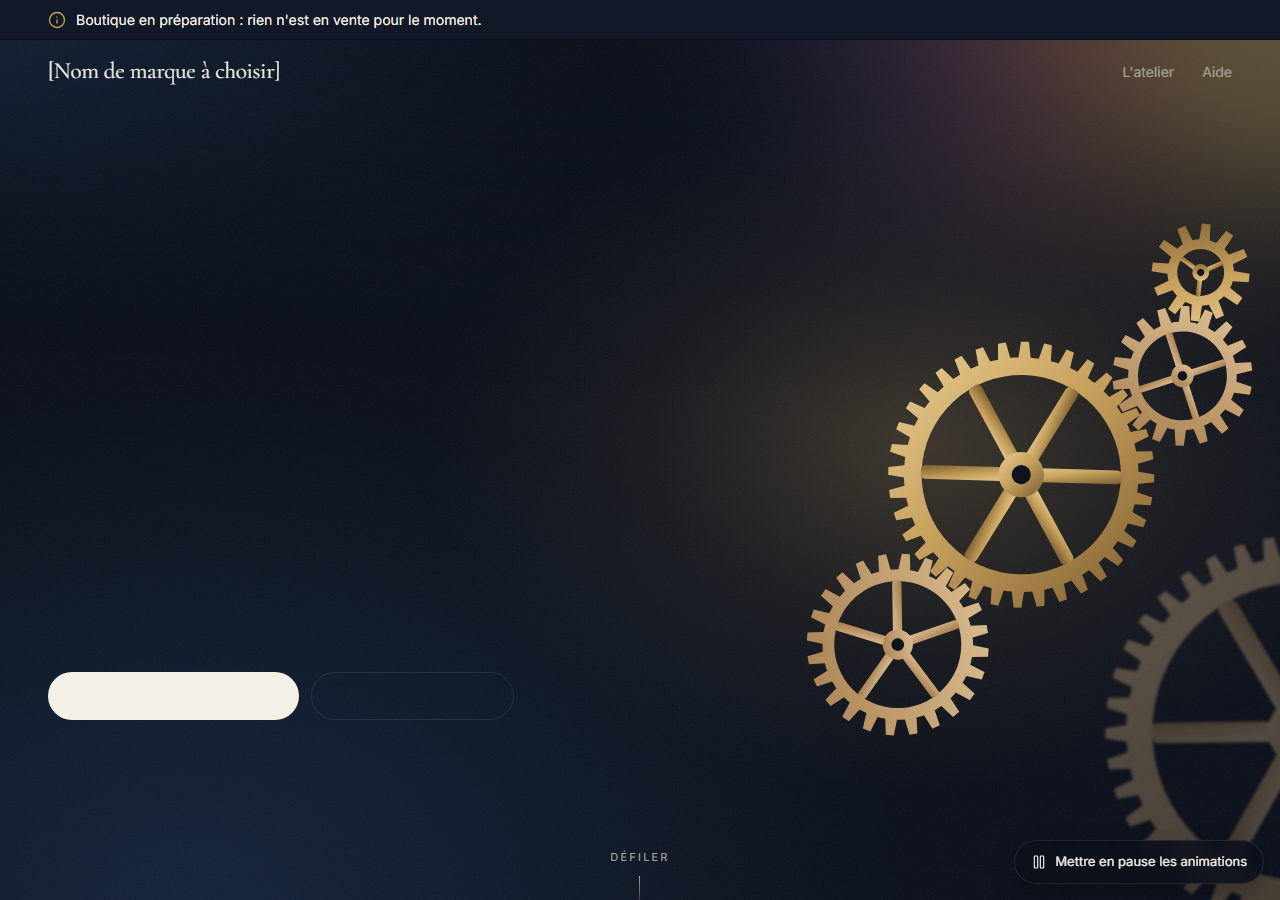 Boutique en préparation : rien n'est en vente pour le moment.
[Nom de marque à choisir]
L'atelier
Aide
DÉFILER
Mettre en pause les animations